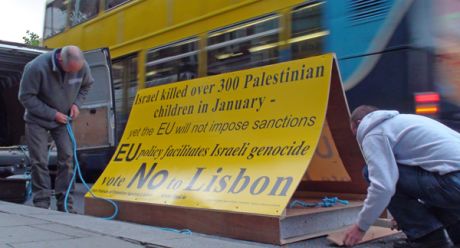 Israel killed over 300 Palestinian
children in January -
yet the EU will not impose sanctions
EU policy facilitates Israeli genocide
vote No to Lisbon